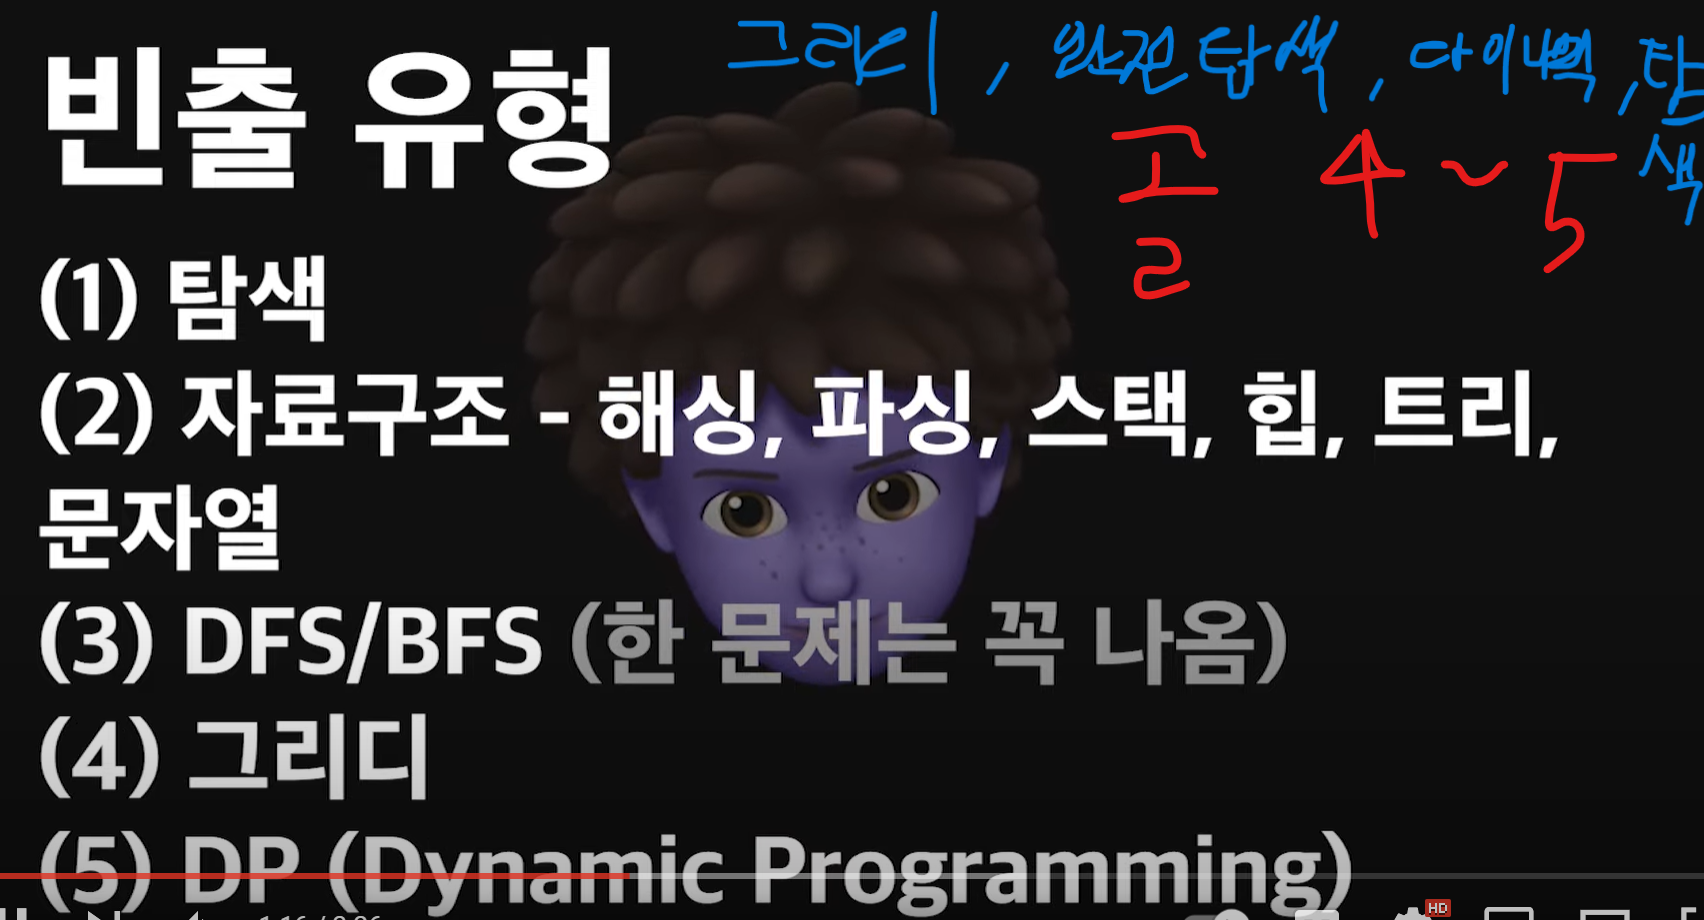 빈출 유형
그리디, 완전탐색, 다이나믹, 탐색
골 4~5
(1) 탐색
(2) 자료구조 - 해싱, 파싱, 스택, 힙, 트리,
문자열
(3) DFS/BFS (한 문제는 꼭 나옴)
(4) 그리디
(5) DP (Dynamic Programming)
HD